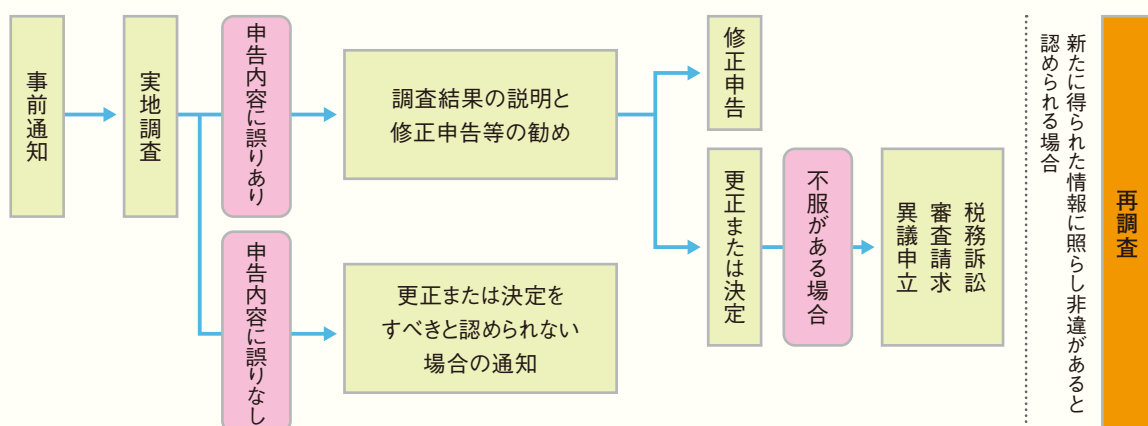 事前通知
実地調査
申告内容に誤りあり
調査結果の説明と
修正申告等の勧め
修正申告
更正または決定
不服がある場合
税務訴訟
審査請求
異議申立
申告内容に誤りなし
更正または決定を
すべきと認められない
場合の通知
新たに得られた情報に照らし非違があると
認められる場合
再調査